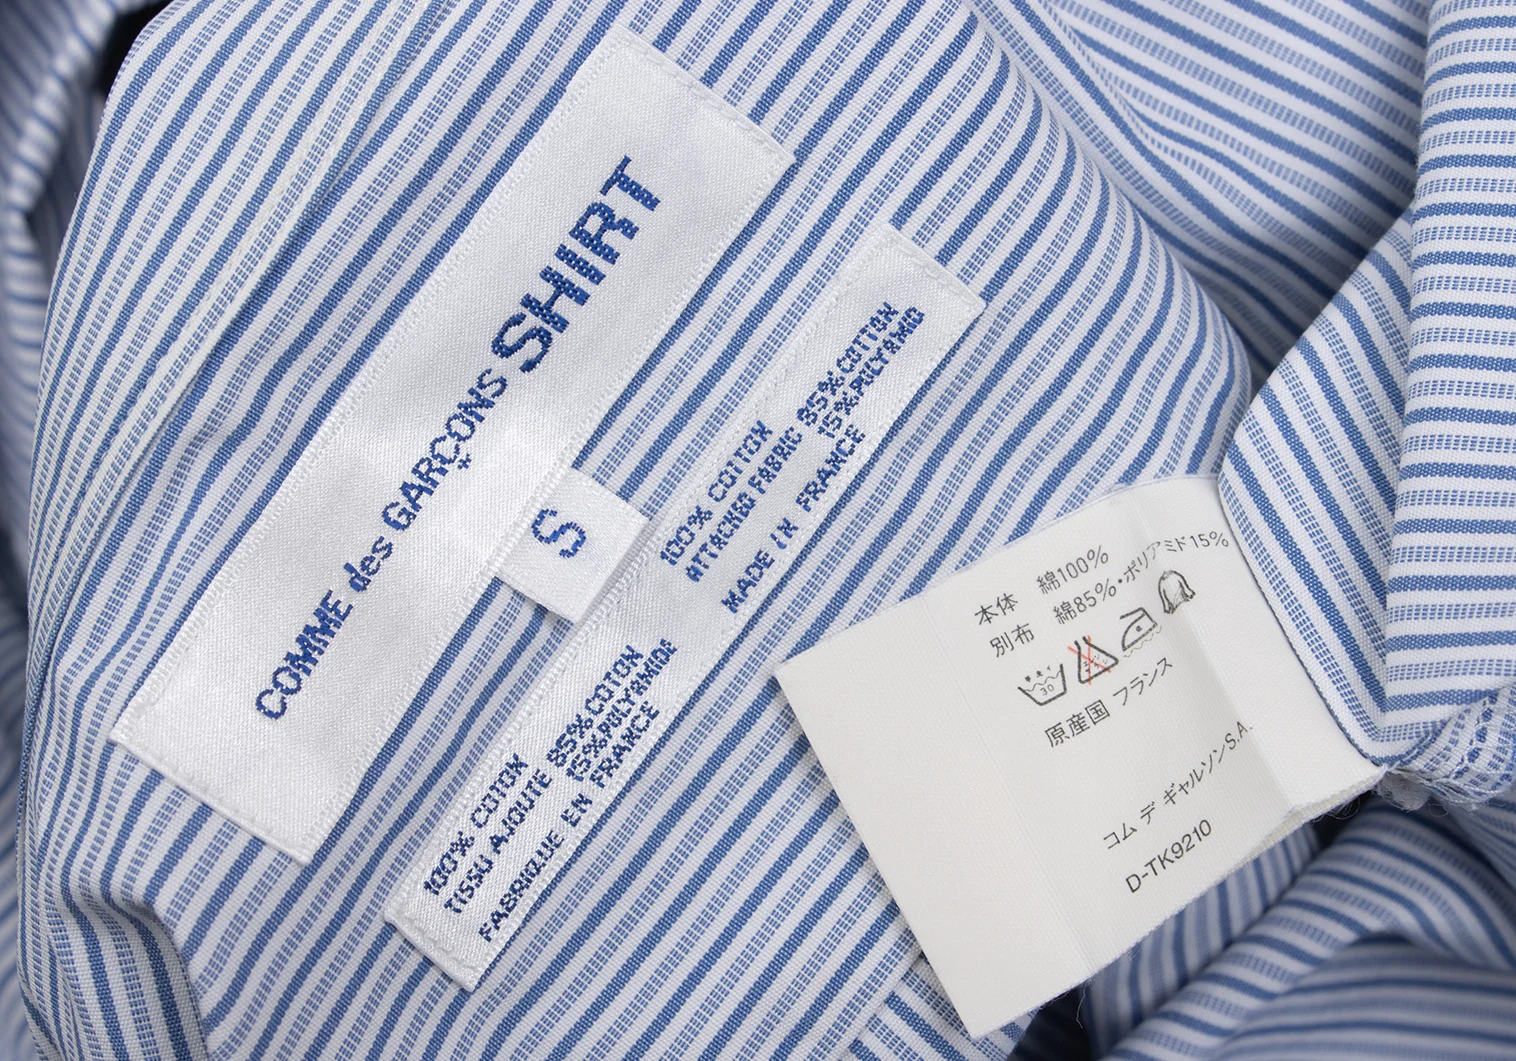 COMME des GARÇONS SHIRT
S
100% COTTON
ATTACHED FABRIC 85% COTTON
15% POLYAMID
MADE IN FRANCE
100% COTON
TISSU AJOUTE 85% COTON
15% POLYAMIDE
FABRIQUE EN FRANCE
本体 綿100%
別布 綿85%・ポリアミド15%
30
原産国 フランス
コム デ ギャルソンS.A.
D-TK9210